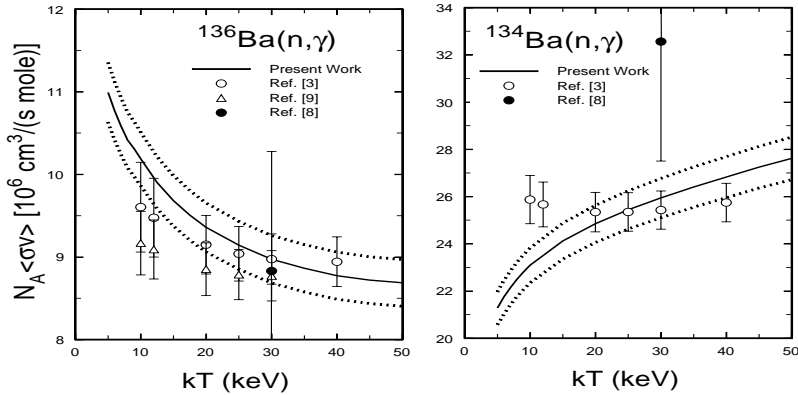 12
11
10
9
8
N_A<σv> [10^6 cm^3/(s mole)]
^136Ba(n,γ)
Present Work
Ref. [3]
Ref. [9]
Ref. [8]
0 10 20 30 40 50
kT (keV)
34
32
30
28
26
24
22
20
^134Ba(n,γ)
Present Work
Ref. [3]
Ref. [8]
0 10 20 30 40 50
kT (keV)